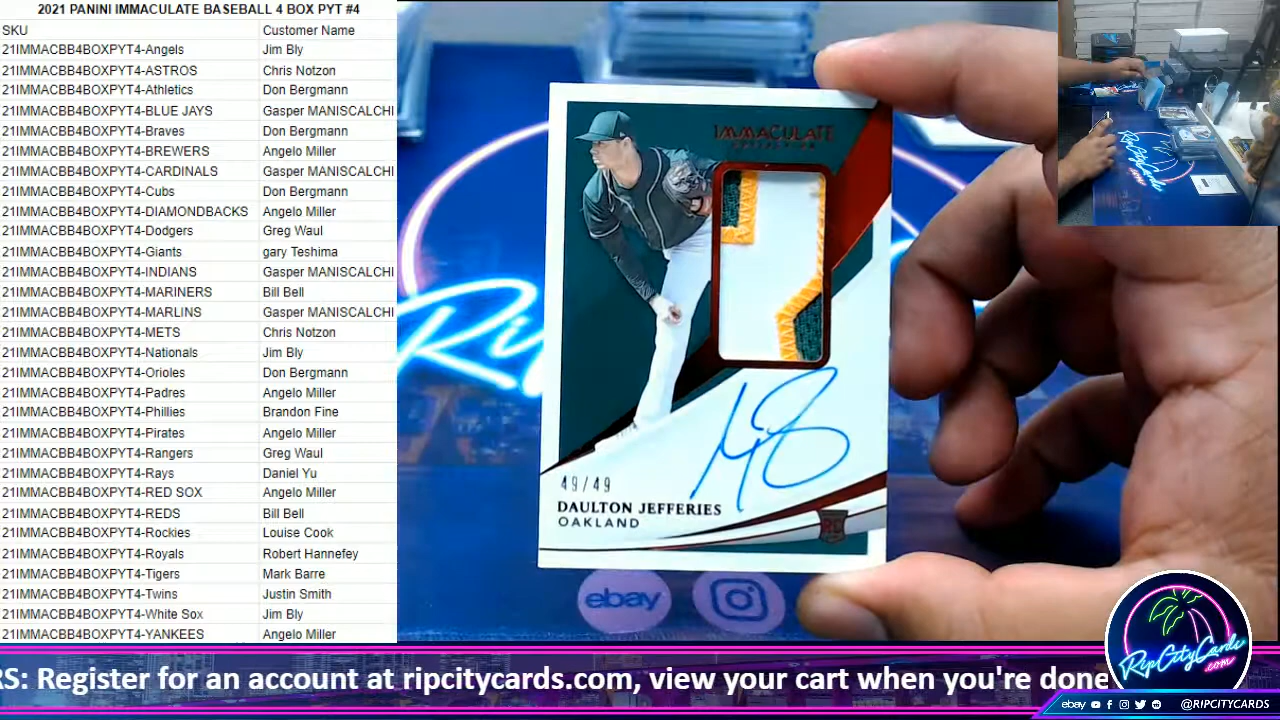 2021 PANINI IMMACULATE BASEBALL 4 BOX PYT #4
SKU Customer Name
21IMMACBB4BOXPYT4-Angels Jim Bly
21IMMACBB4BOXPYT4-ASTROS Chris Notzon
21IMMACBB4BOXPYT4-Athletics Don Bergmann
21IMMACBB4BOXPYT4-BLUE JAYS Gasper MANISCALCHI
21IMMACBB4BOXPYT4-Braves Don Bergmann
21IMMACBB4BOXPYT4-BREWERS Angelo Miller
21IMMACBB4BOXPYT4-CARDINALS Gasper MANISCALCHI
21IMMACBB4BOXPYT4-Cubs Don Bergmann
21IMMACBB4BOXPYT4-DIAMONDBACKS Angelo Miller
21IMMACBB4BOXPYT4-Dodgers Greg Waul
21IMMACBB4BOXPYT4-Giants gary Teshima
21IMMACBB4BOXPYT4-INDIANS Gasper MANISCALCHI
21IMMACBB4BOXPYT4-MARINERS Bill Bell
21IMMACBB4BOXPYT4-MARLINS Gasper MANISCALCHI
21IMMACBB4BOXPYT4-METS Chris Notzon
21IMMACBB4BOXPYT4-Nationals Jim Bly
21IMMACBB4BOXPYT4-Orioles Don Bergmann
21IMMACBB4BOXPYT4-Padres Angelo Miller
21IMMACBB4BOXPYT4-Phillies Brandon Fine
21IMMACBB4BOXPYT4-Pirates Angelo Miller
21IMMACBB4BOXPYT4-Rangers Greg Waul
21IMMACBB4BOXPYT4-Rays Daniel Yu
21IMMACBB4BOXPYT4-RED SOX Angelo Miller
21IMMACBB4BOXPYT4-REDS Bill Bell
21IMMACBB4BOXPYT4-Rockies Louise Cook
21IMMACBB4BOXPYT4-Royals Robert Hannefey
21IMMACBB4BOXPYT4-Tigers Mark Barre
21IMMACBB4BOXPYT4-Twins Justin Smith
21IMMACBB4BOXPYT4-White Sox Jim Bly
21IMMACBB4BOXPYT4-YANKEES Angelo Miller
IMMACULATE
COLLECTION
49/49
DAULTON JEFFERIES
OAKLAND
RC
Ri
ebay
RipCityCards
.com
RS: Register for an account at ripcitycards.com, view your cart when you're done
RipCityCards
.com
ebay @RIPCITYCARDS